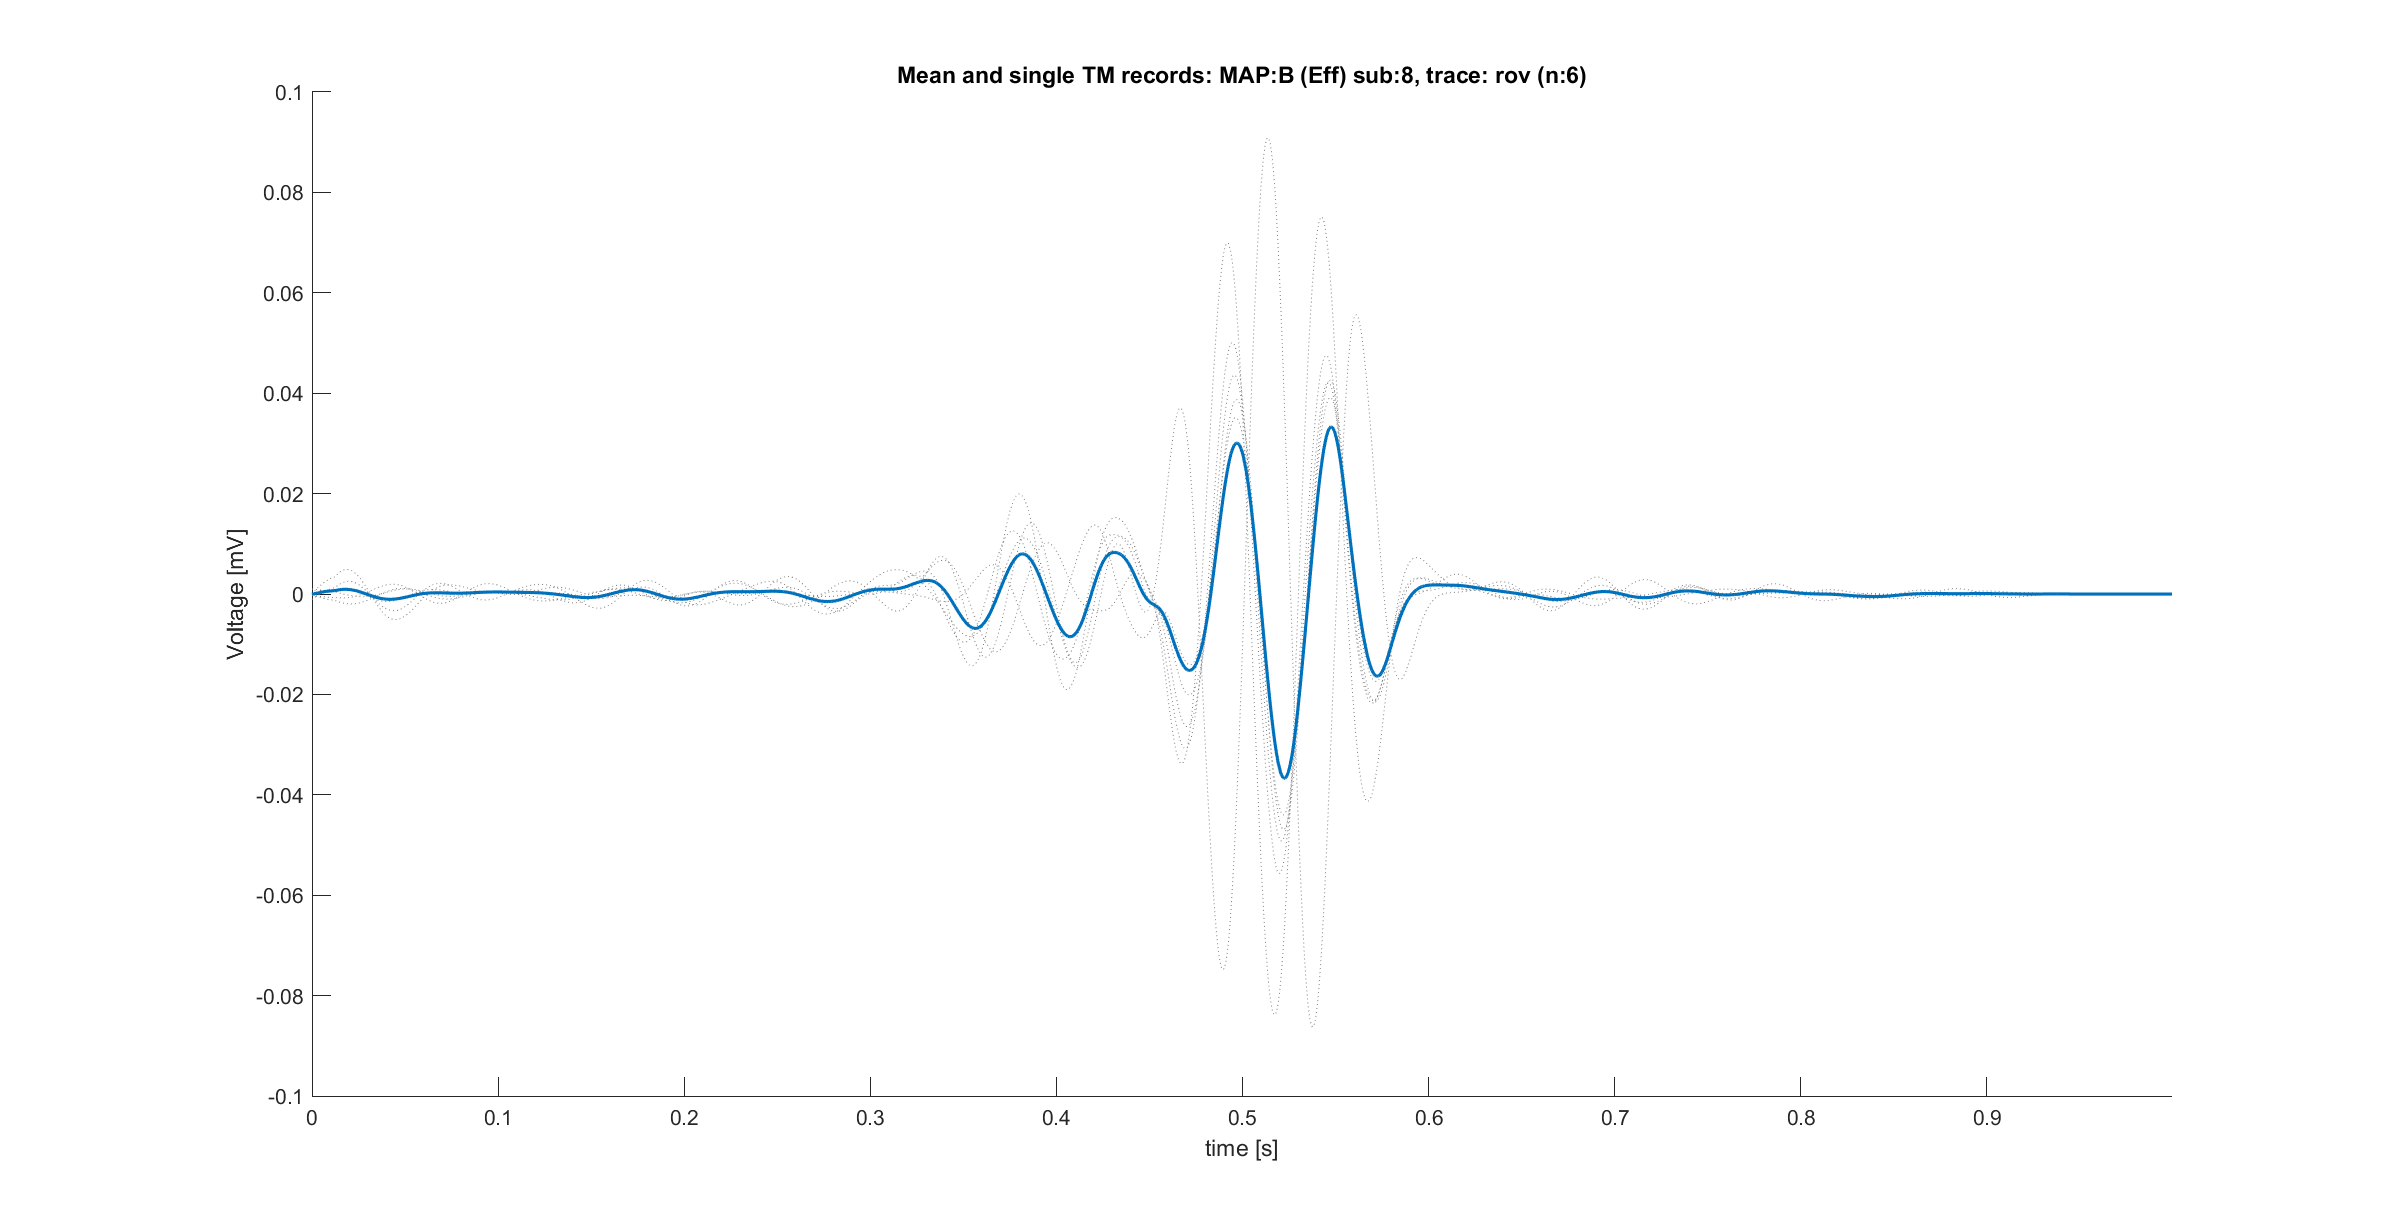 Mean and single TM records: MAP:B (Eff) sub:8, trace: rov (n:6)
0.1
0.08
0.06
0.04
0.02
0
-0.02
-0.04
-0.06
-0.08
-0.1
Voltage [mV]
0 0.1 0.2 0.3 0.4 0.5 0.6 0.7 0.8 0.9
time [s]